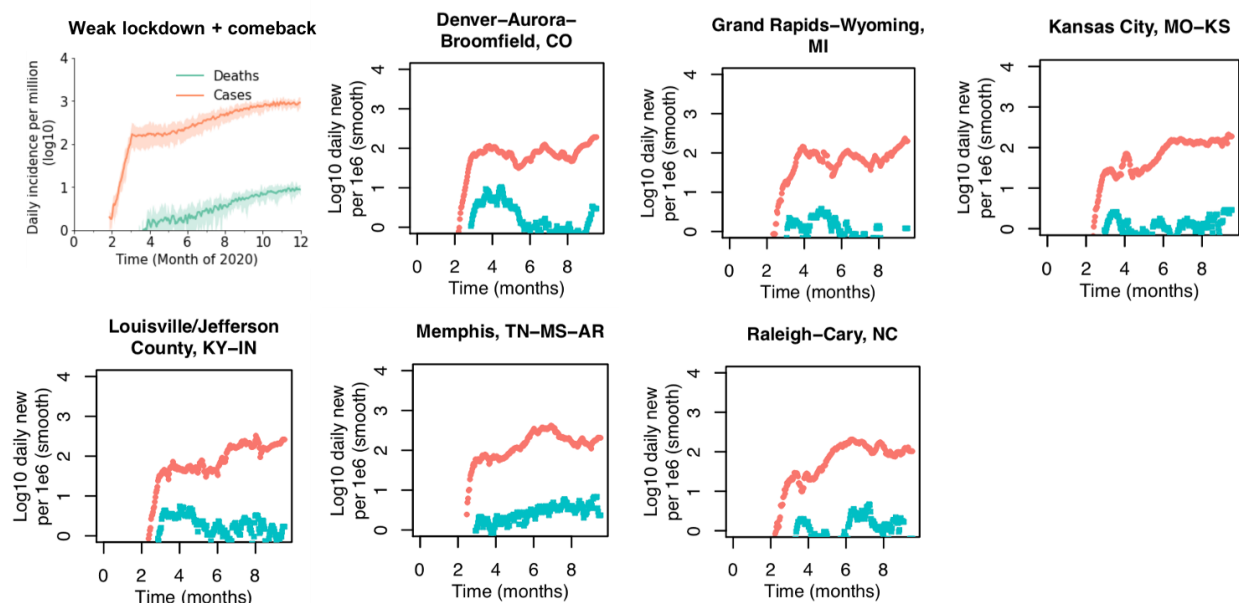 Weak lockdown + comeback
Daily incidence per million
(log10)
4
3
2
1
0
Deaths
Cases
0 2 4 6 8 10 12
Time (Month of 2020)
Denver–Aurora–
Broomfield, CO
Log10 daily new
per 1e6 (smooth)
4
3
2
1
0
0 2 4 6 8
Time (months)
Grand Rapids–Wyoming,
MI
Log10 daily new
per 1e6 (smooth)
4
3
2
1
0
0 2 4 6 8
Time (months)
Kansas City, MO–KS
Log10 daily new
per 1e6 (smooth)
4
3
2
1
0
0 2 4 6 8
Time (months)
Louisville/Jefferson
County, KY–IN
Log10 daily new
per 1e6 (smooth)
4
3
2
1
0
0 2 4 6 8
Time (months)
Memphis, TN–MS–AR
Log10 daily new
per 1e6 (smooth)
4
3
2
1
0
0 2 4 6 8
Time (months)
Raleigh–Cary, NC
Log10 daily new
per 1e6 (smooth)
4
3
2
1
0
0 2 4 6 8
Time (months)